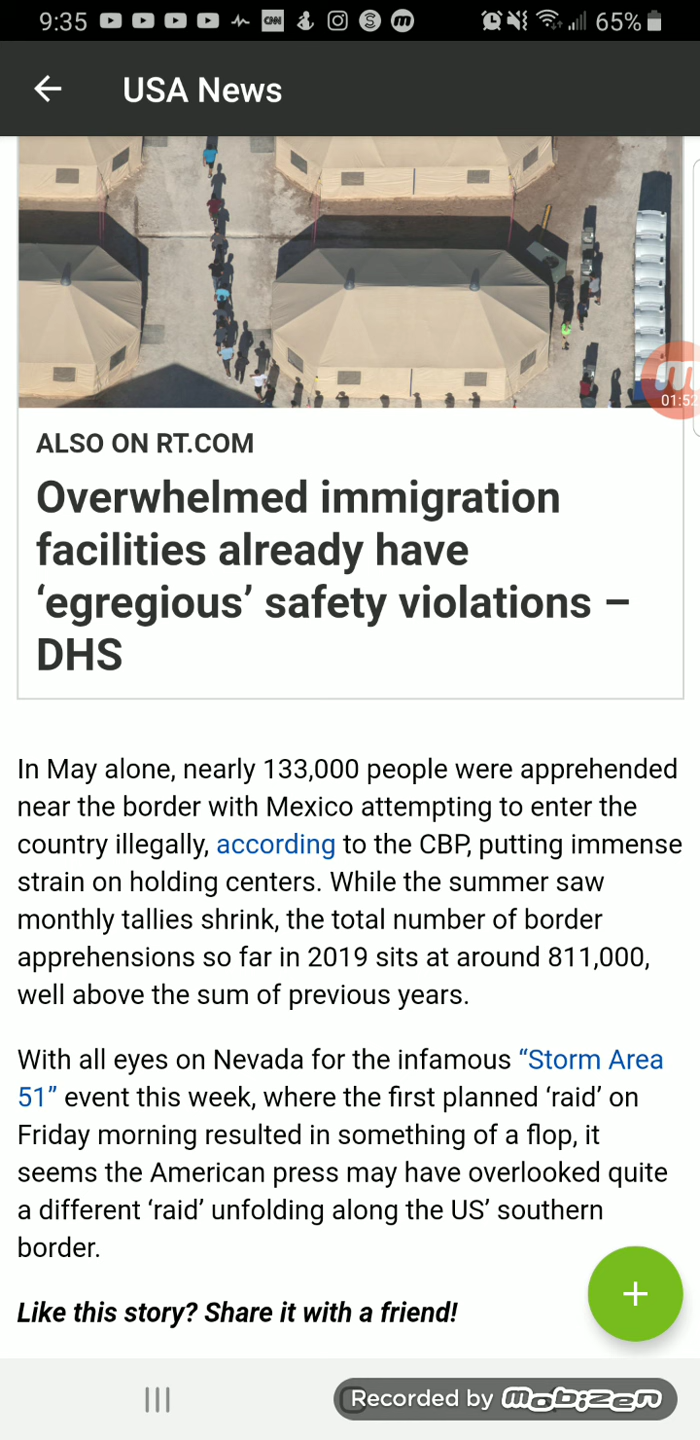 9:35 CNN 65%
USA News
01:52
ALSO ON RT.COM
Overwhelmed immigration
facilities already have
‘egregious’ safety violations –
DHS
In May alone, nearly 133,000 people were apprehended
near the border with Mexico attempting to enter the
country illegally, according to the CBP, putting immense
strain on holding centers. While the summer saw
monthly tallies shrink, the total number of border
apprehensions so far in 2019 sits at around 811,000,
well above the sum of previous years.
With all eyes on Nevada for the infamous “Storm Area
51” event this week, where the first planned ‘raid’ on
Friday morning resulted in something of a flop, it
seems the American press may have overlooked quite
a different ‘raid’ unfolding along the US’ southern
border.
Like this story? Share it with a friend!
Recorded by mobizen